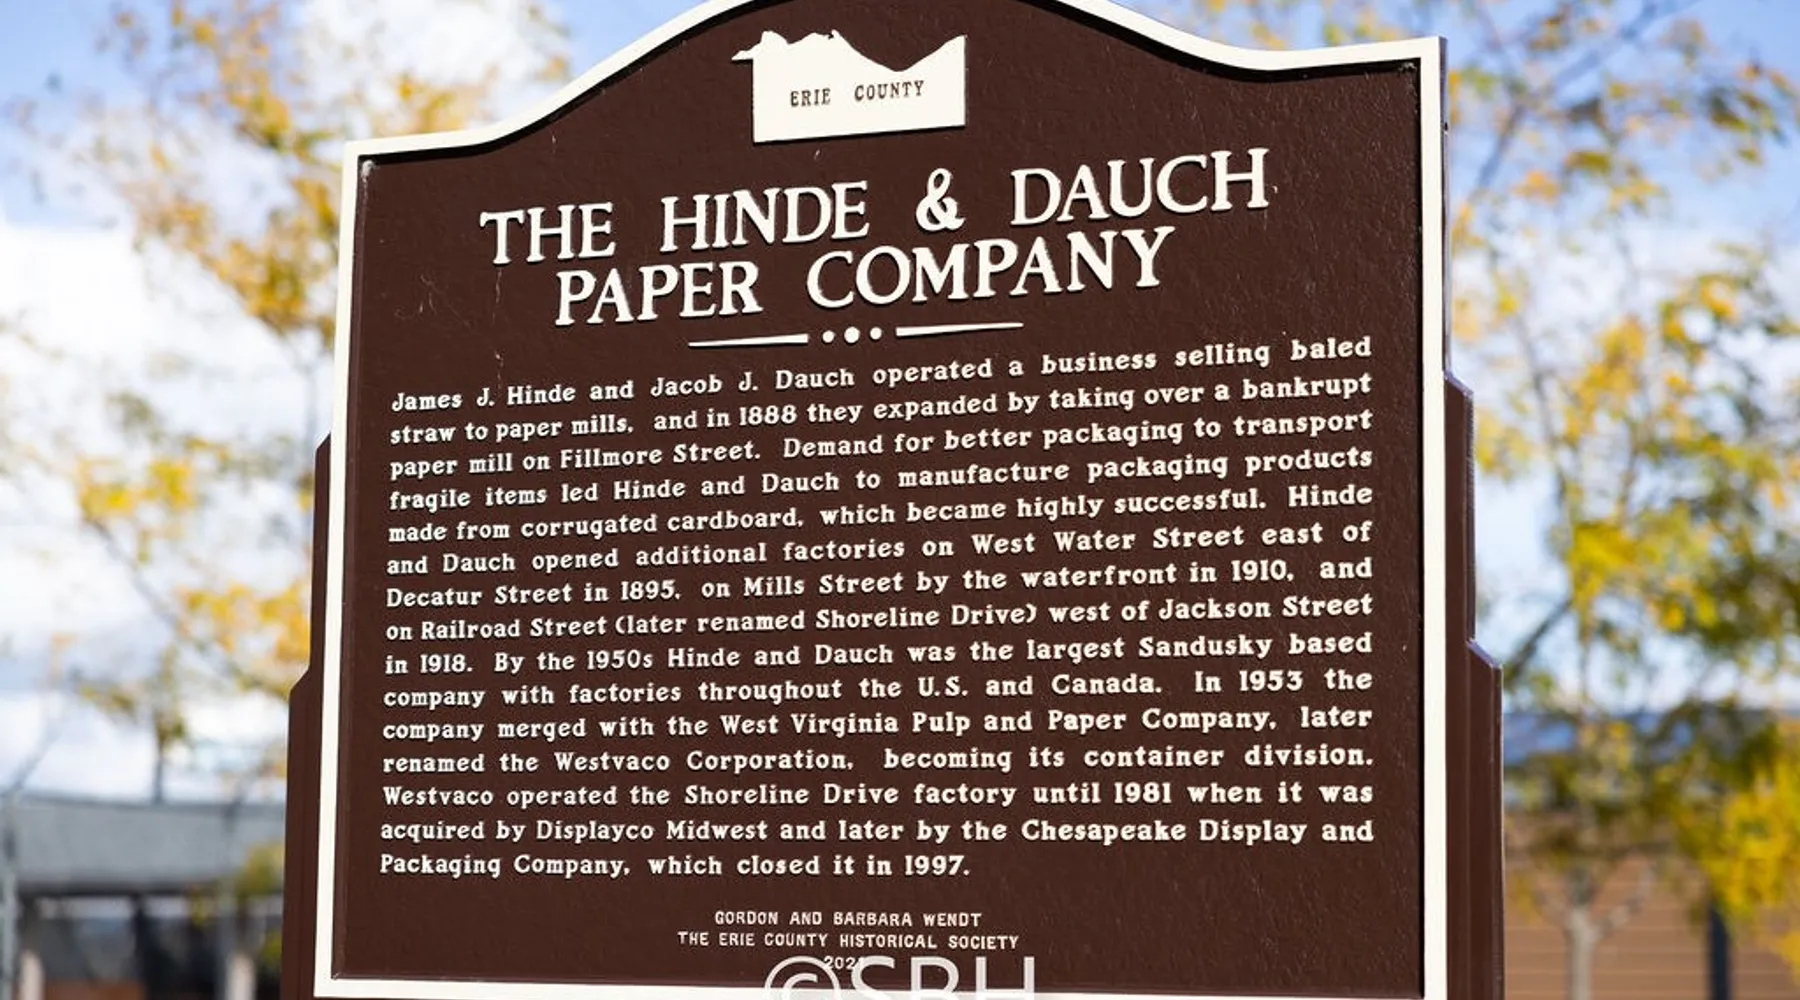 ERIE COUNTY
THE HINDE & DAUCH
PAPER COMPANY
James J. Hinde and Jacob J. Dauch operated a business selling baled
straw to paper mills, and in 1888 they expanded by taking over a bankrupt
paper mill on Fillmore Street. Demand for better packaging to transport
fragile items led Hinde and Dauch to manufacture packaging products
made from corrugated cardboard, which became highly successful. Hinde
and Dauch opened additional factories on West Water Street east of
Decatur Street in 1895, on Mills Street by the waterfront in 1910, and
on Railroad Street (later renamed Shoreline Drive) west of Jackson Street
in 1918. By the 1950s Hinde and Dauch was the largest Sandusky based
company with factories throughout the U.S. and Canada. In 1953 the
company merged with the West Virginia Pulp and Paper Company, later
renamed the Westvaco Corporation, becoming its container division.
Westvaco operated the Shoreline Drive factory until 1981 when it was
acquired by Displayco Midwest and later by the Chesapeake Display and
Packaging Company, which closed it in 1997.
GORDON AND BARBARA WENDT
THE ERIE COUNTY HISTORICAL SOCIETY
©SRH